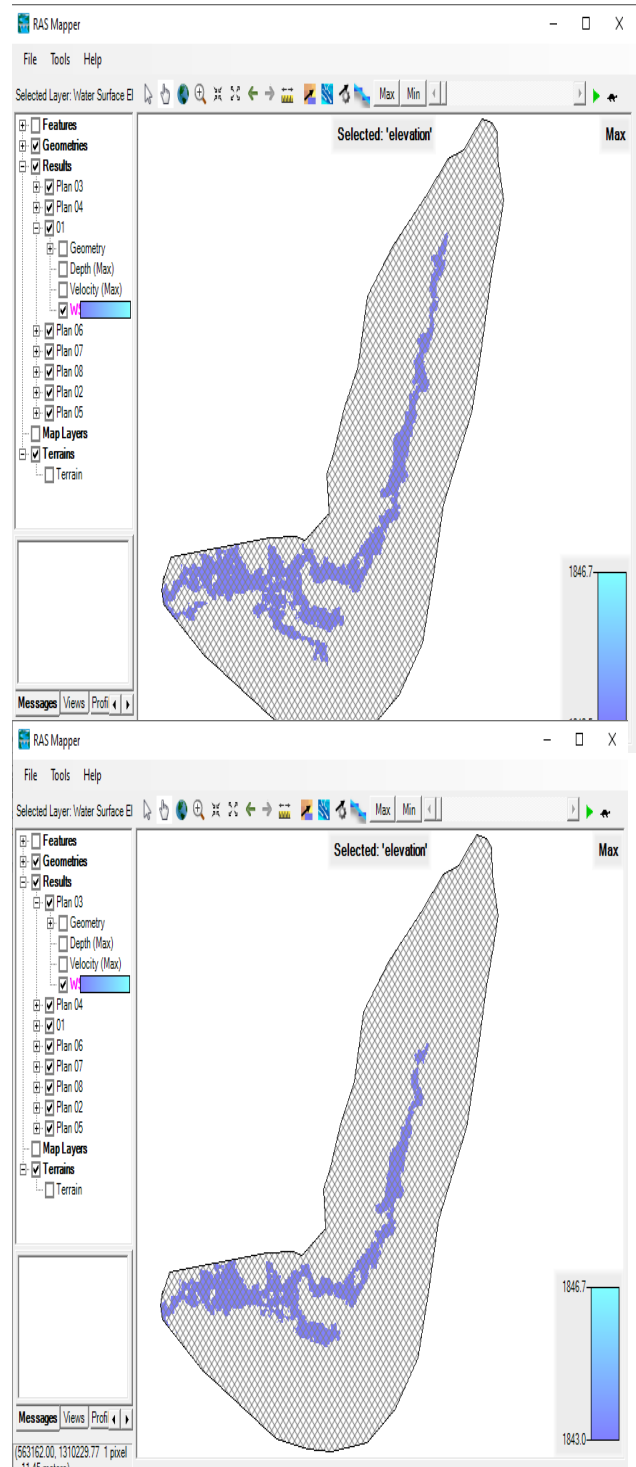 RAS Mapper
File Tools Help
Selected Layer: Water Surface El
Max Min
Features
Geometries
Results
Plan 03
Plan 04
01
Geometry
Depth (Max)
Velocity (Max)
Plan 06
Plan 07
Plan 08
Plan 02
Plan 05
Map Layers
Terrains
Terrain
Selected: 'elevation'
Max
1846.7
Messages Views Profi
RAS Mapper
File Tools Help
Selected Layer: Water Surface El
Max Min
Features
Geometries
Results
Plan 03
Geometry
Depth (Max)
Velocity (Max)
Plan 04
01
Plan 06
Plan 07
Plan 08
Plan 02
Plan 05
Map Layers
Terrains
Terrain
Selected: 'elevation'
Max
1846.7
1843.0
Messages Views Profi
(563162.00, 1310229.77 1 pixel